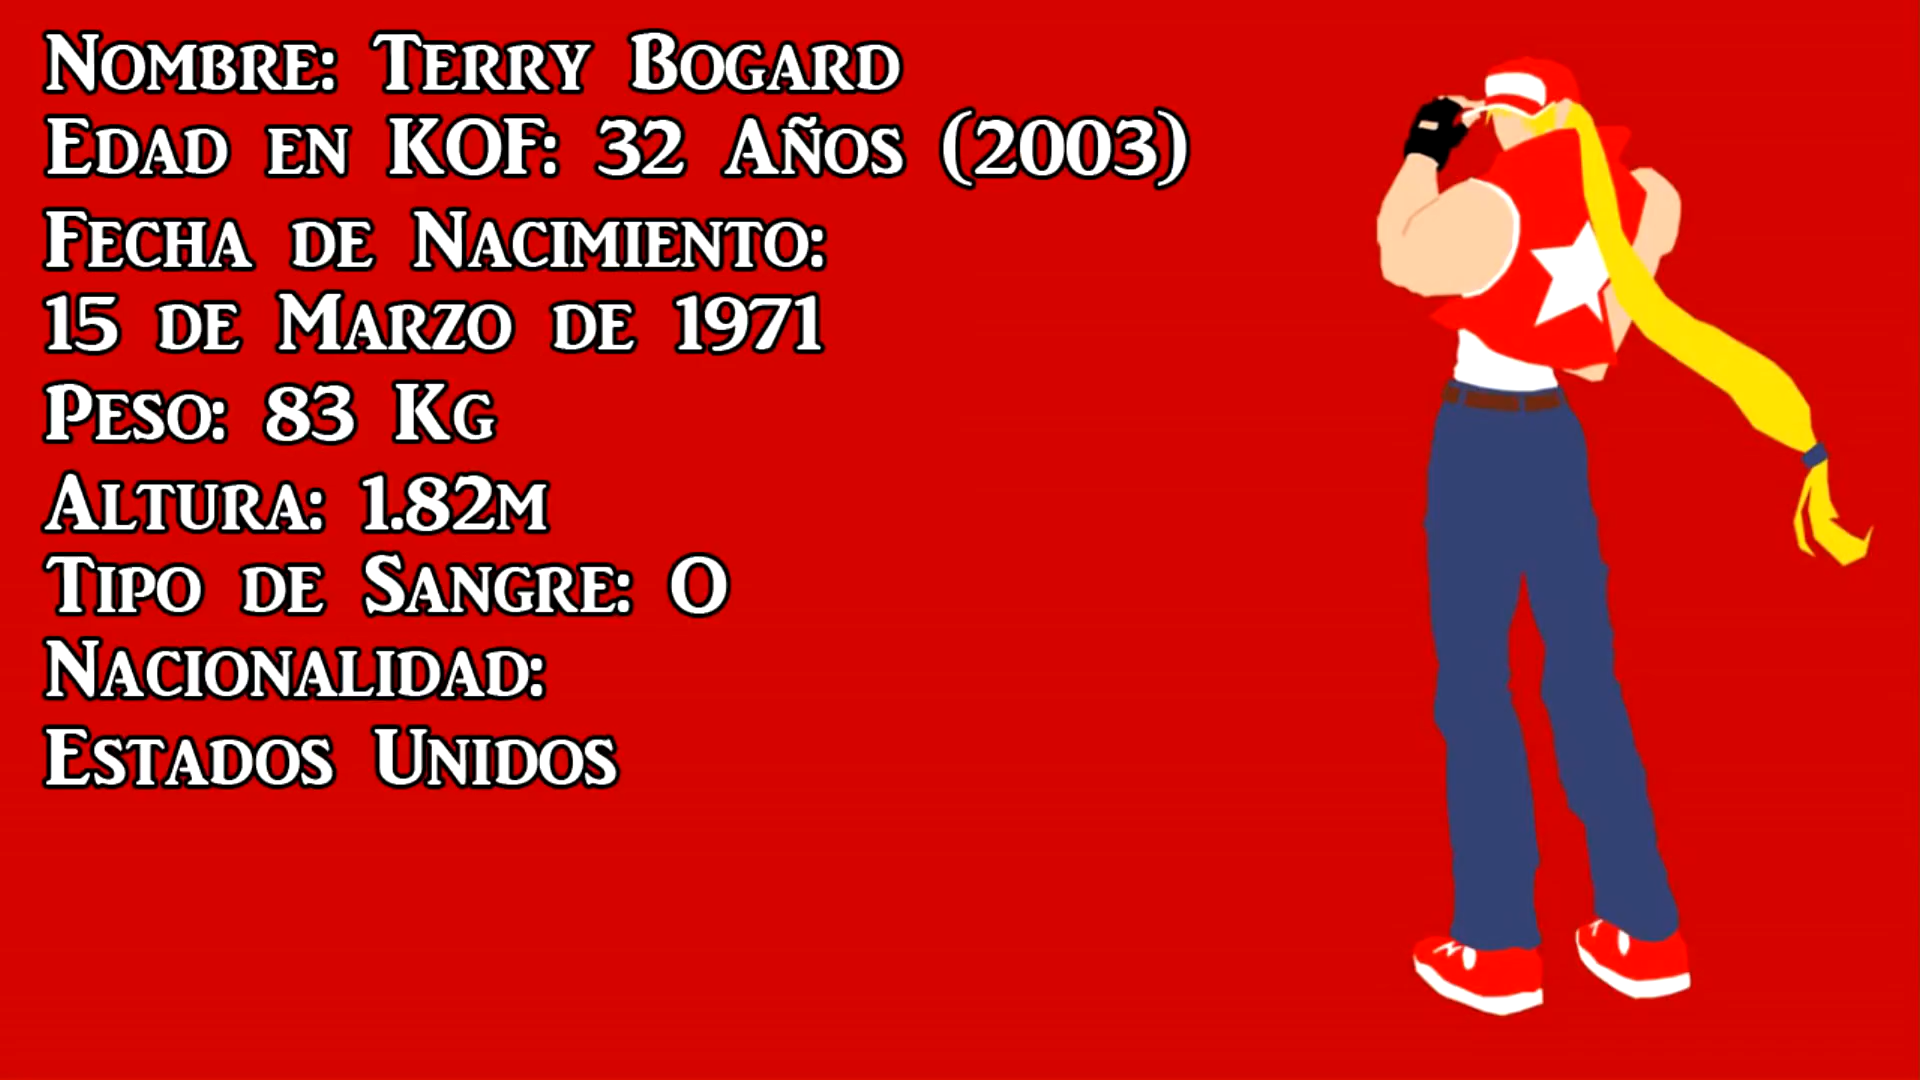 Nombre: Terry Bogard
Edad en KOF: 32 Años (2003)
Fecha de Nacimiento:
15 de Marzo de 1971
Peso: 83 Kg
Altura: 1.82m
Tipo de Sangre: O
Nacionalidad:
Estados Unidos